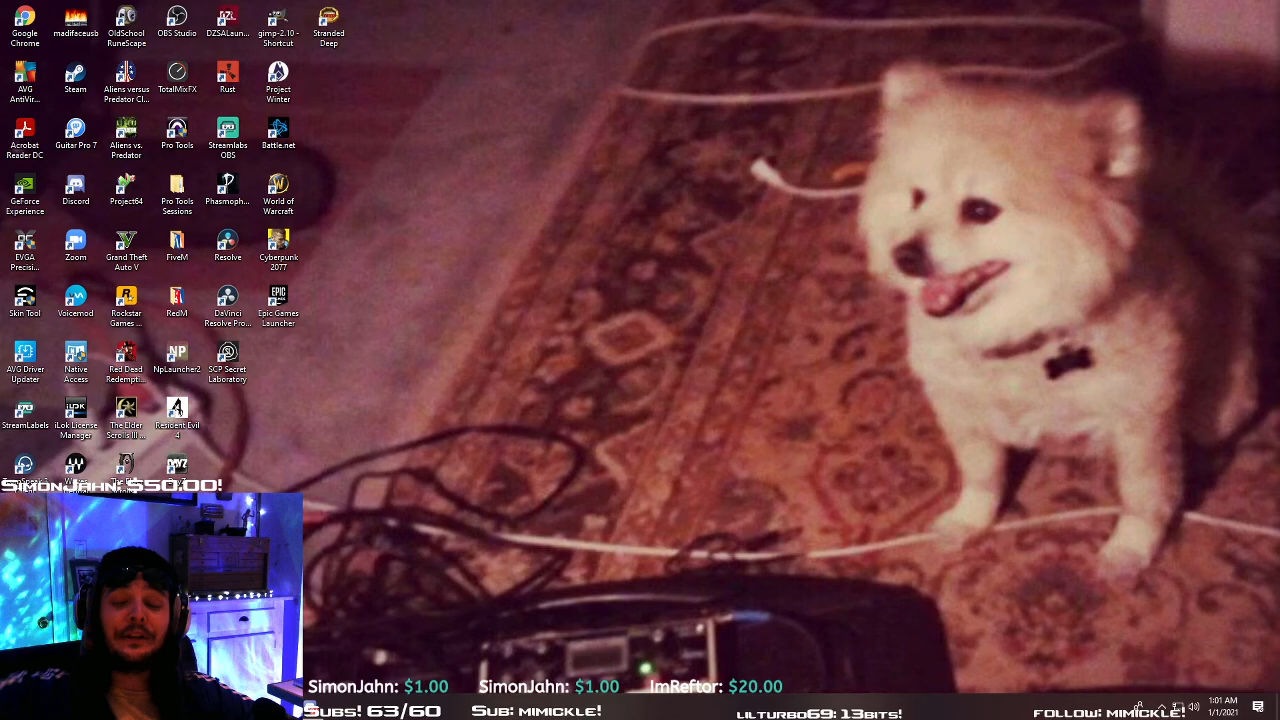 Google Chrome
madifaceusb
OldSchool RuneScape
OBS Studio
DZSALaun...
gimp-2.10 - Shortcut
Stranded Deep
AVG AntiVir...
Steam
Aliens versus Predator Cl...
TotalMixFX
Rust
Project Winter
Acrobat Reader DC
Guitar Pro 7
Aliens vs. Predator
Pro Tools
Streamlabs OBS
Battle.net
GeForce Experience
Discord
Project64
Pro Tools Sessions
Phasmoph...
World of Warcraft
EVGA Precisi...
Zoom
Grand Theft Auto V
FiveM
Resolve
Cyberpunk 2077
Skin Tool
Voicemod
Rockstar Games ...
RedM
DaVinci Resolve Pro...
Epic Games Launcher
AVG Driver Updater
Native Access
Red Dead Redempti...
NpLauncher2
SCP Secret Laboratory
StreamLabels
iLok License Manager
The Elder Scrolls III ...
Resident Evil 4
SimonJahn: $50.00!
SimonJahn: $1.00 SimonJahn: $1.00 ImReftor: $20.00
Subs! 63/60 Sub: mimickle! lilturbo69: 13bits! Follow: mimickle!
1:01 AM
1/1/2021